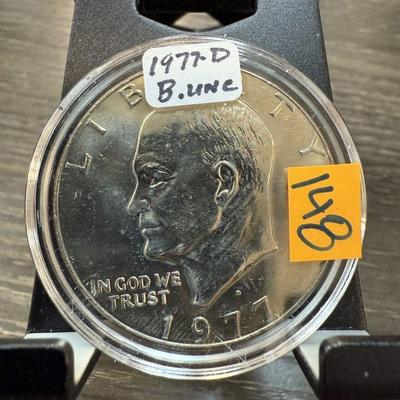 1977-D
B.UNC
LIBERTY
148
IN GOD WE
TRUST
1977